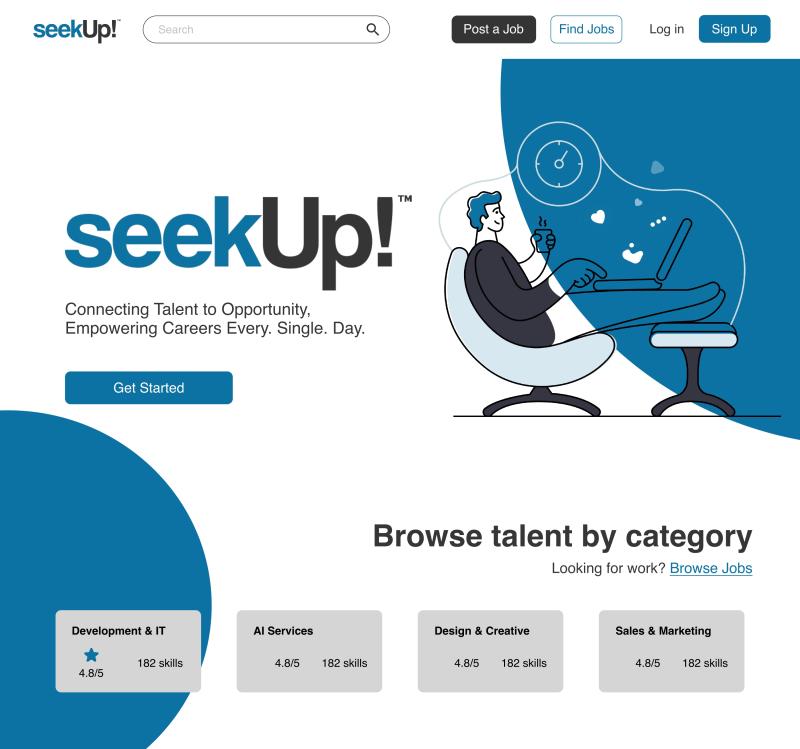 seekUp!™
Search
Post a Job
Find Jobs
Log in
Sign Up
seekUp!™
Connecting Talent to Opportunity,
Empowering Careers Every. Single. Day.
Get Started
Browse talent by category
Looking for work? Browse Jobs
Development & IT
4.8/5
182 skills
AI Services
4.8/5
182 skills
Design & Creative
4.8/5
182 skills
Sales & Marketing
4.8/5
182 skills